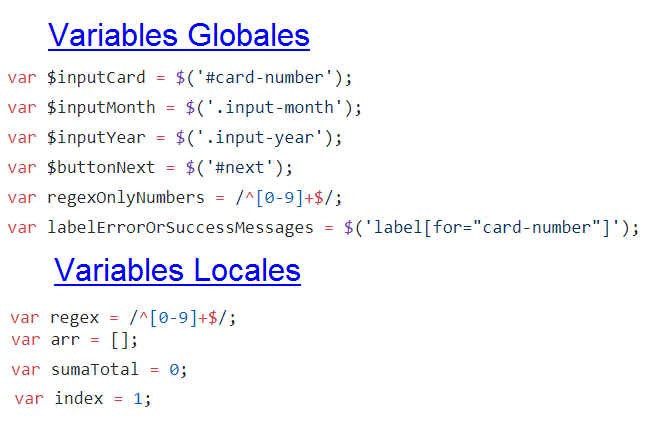 Variables Globales
var $inputCard = $('#card-number');
var $inputMonth = $('.input-month');
var $inputYear = $('.input-year');
var $buttonNext = $('#next');
var regexOnlyNumbers = /^[0-9]+$/;
var labelErrorOrSuccessMessages = $('label[for="card-number"]');
Variables Locales
var regex = /^[0-9]+$/;
var arr = [];
var sumaTotal = 0;
var index = 1;